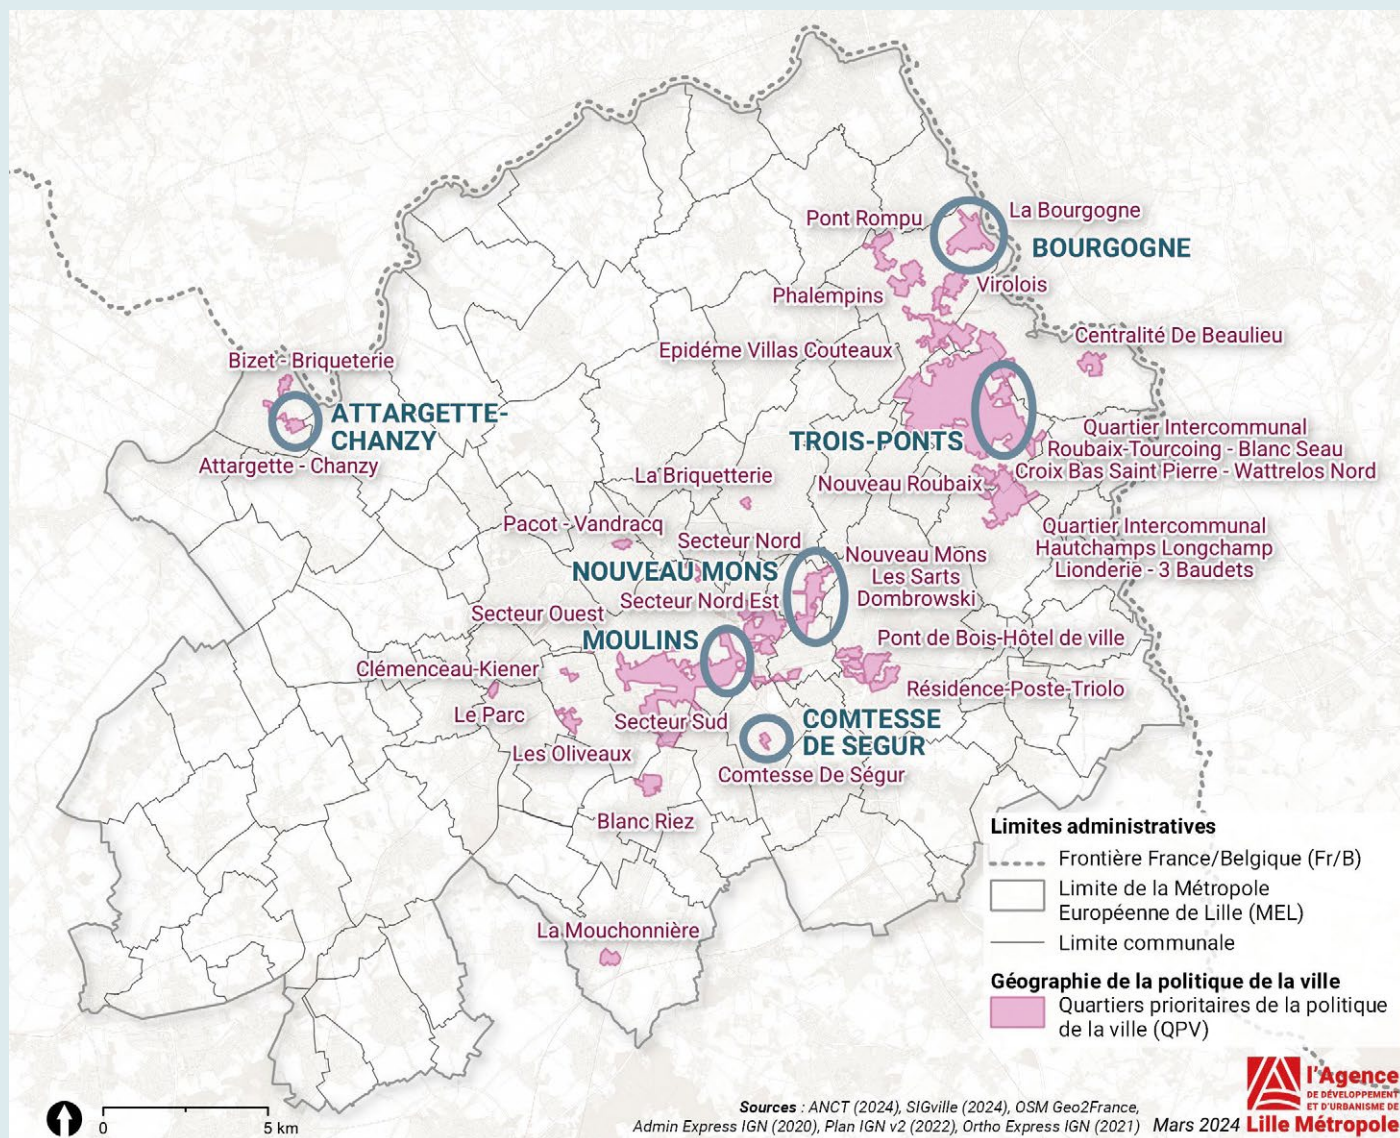 Pont Rompu
La Bourgogne
BOURGOGNE
Phalempins
Virolois
Centralité De Beaulieu
Epidéme Villas Couteaux
Bizet - Briqueterie
ATTARGETTE-
CHANZY
Attargette - Chanzy
TROIS-PONTS
Quartier Intercommunal
Roubaix-Tourcoing - Blanc Seau
Croix Bas Saint Pierre - Wattrelos Nord
La Briquetterie
Nouveau Roubaix
Pacot - Vandracq
Secteur Nord
Quartier Intercommunal
Hautchamps Longchamp
Lionderie - 3 Baudets
NOUVEAU MONS
Nouveau Mons
Les Sarts
Dombrowski
Secteur Nord Est
Secteur Ouest
MOULINS
Pont de Bois-Hôtel de ville
Clémenceau-Kiener
Résidence-Poste-Triolo
Le Parc
Secteur Sud
COMTESSE
DE SEGUR
Les Oliveaux
Comtesse De Ségur
Blanc Riez
La Mouchonnière
Limites administratives
Frontière France/Belgique (Fr/B)
Limite de la Métropole
Européenne de Lille (MEL)
Limite communale
Géographie de la politique de la ville
Quartiers prioritaires de la politique
de la ville (QPV)
0 5 km
Sources : ANCT (2024), SIGville (2024), OSM Geo2France,
Admin Express IGN (2020), Plan IGN v2 (2022), Ortho Express IGN (2021)
Mars 2024
l'Agence
DE DÉVELOPPEMENT
ET D'URBANISME DE
Lille Métropole